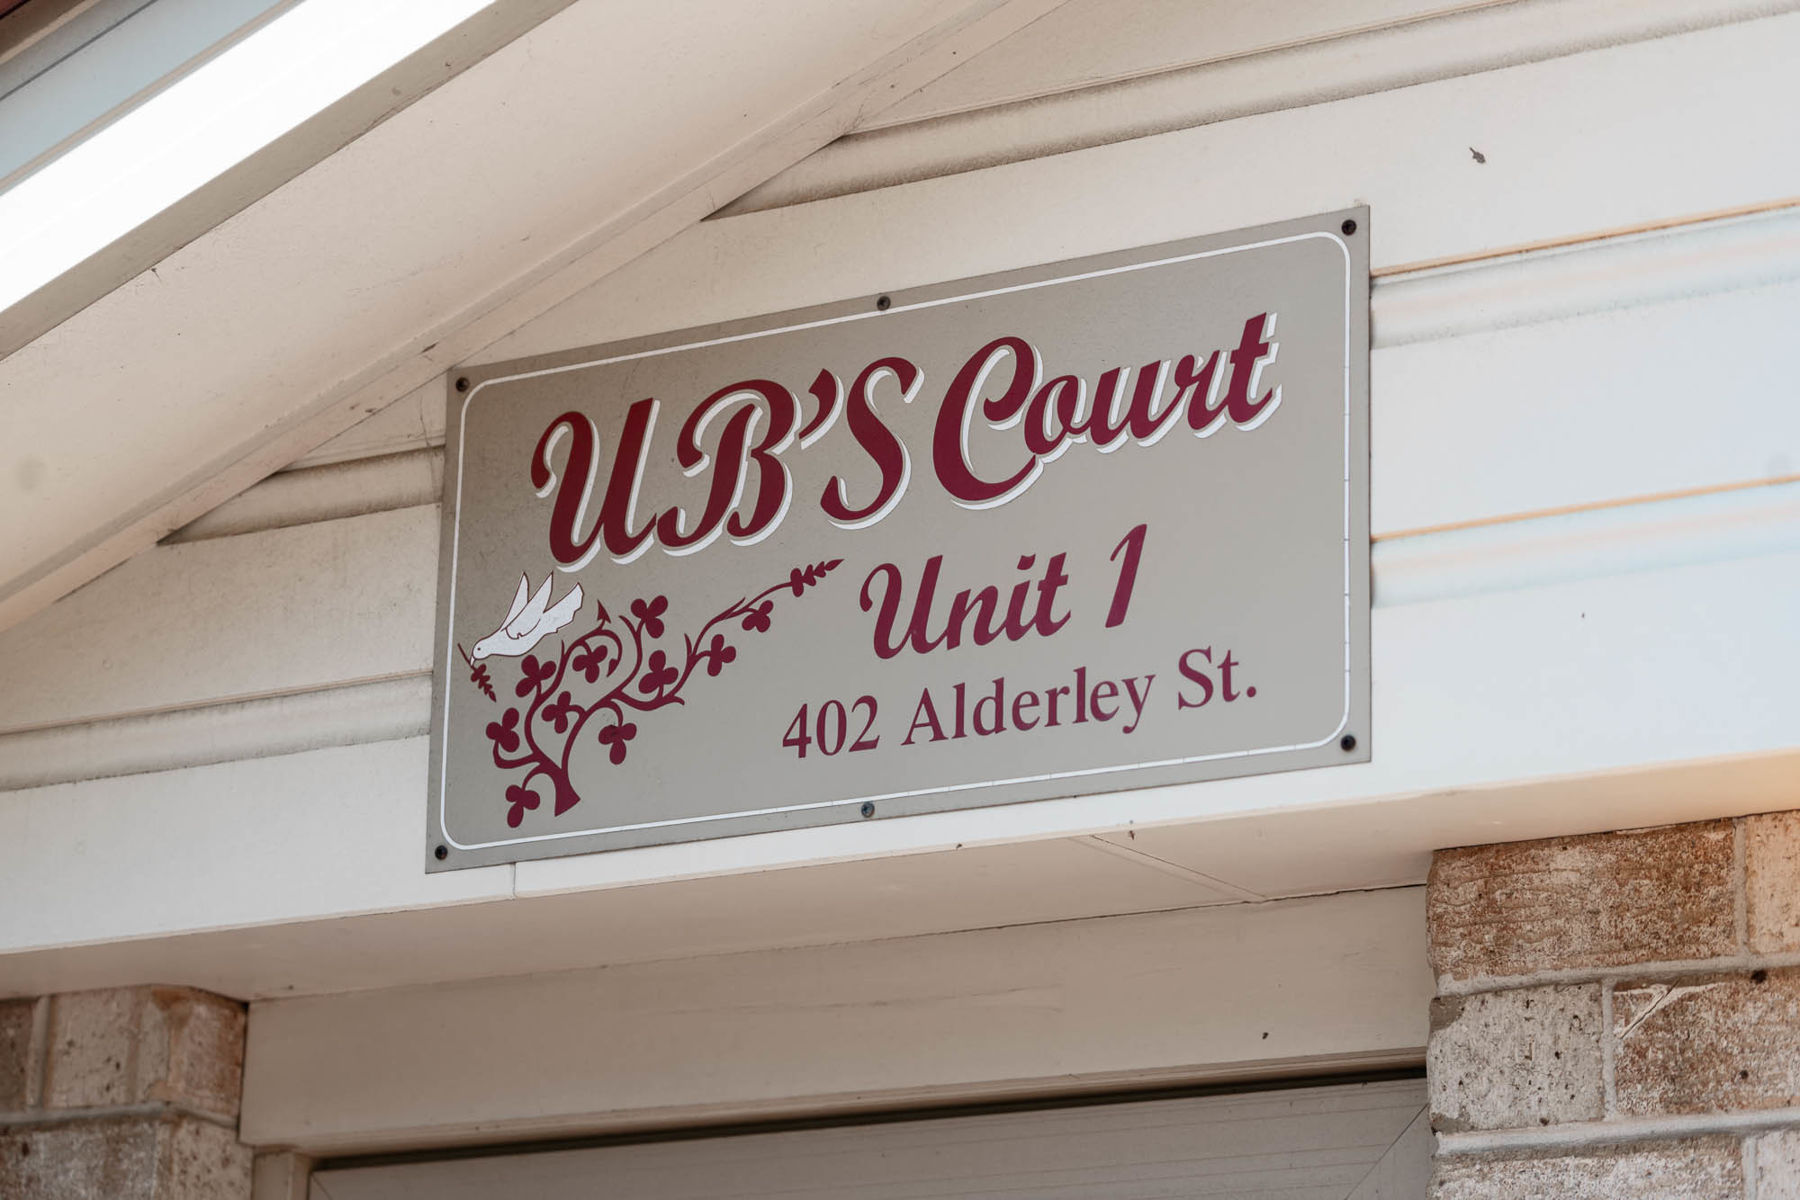 UB'S Court
Unit 1
402 Alderley St.